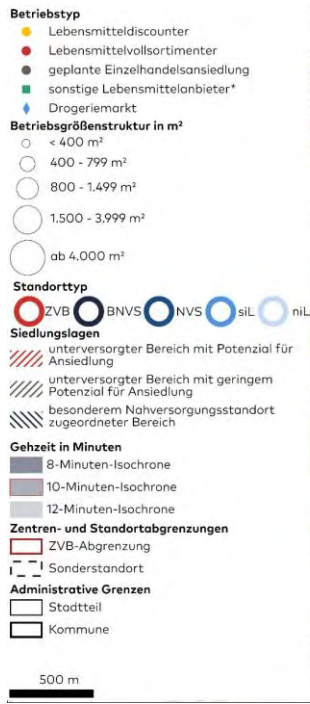 Betriebstyp
Lebensmitteldiscounter
Lebensmittelvollsortimenter
geplante Einzelhandelsansiedlung
sonstige Lebensmittelanbieter*
Drogeriemarkt
Betriebsgrößenstruktur in m²
< 400 m²
400 - 799 m²
800 - 1.499 m²
1.500 - 3.999 m²
ab 4.000 m²
Standorttyp
ZVB BNVS NVS siL niL
Siedlungslagen
unterversorgter Bereich mit Potenzial für
Ansiedlung
unterversorgter Bereich mit geringem
Potenzial für Ansiedlung
besonderem Nahversorgungsstandort
zugeordneter Bereich
Gehzeit in Minuten
8-Minuten-Isochrone
10-Minuten-Isochrone
12-Minuten-Isochrone
Zentren- und Standortabgrenzungen
ZVB-Abgrenzung
Sonderstandort
Administrative Grenzen
Stadtteil
Kommune
500 m